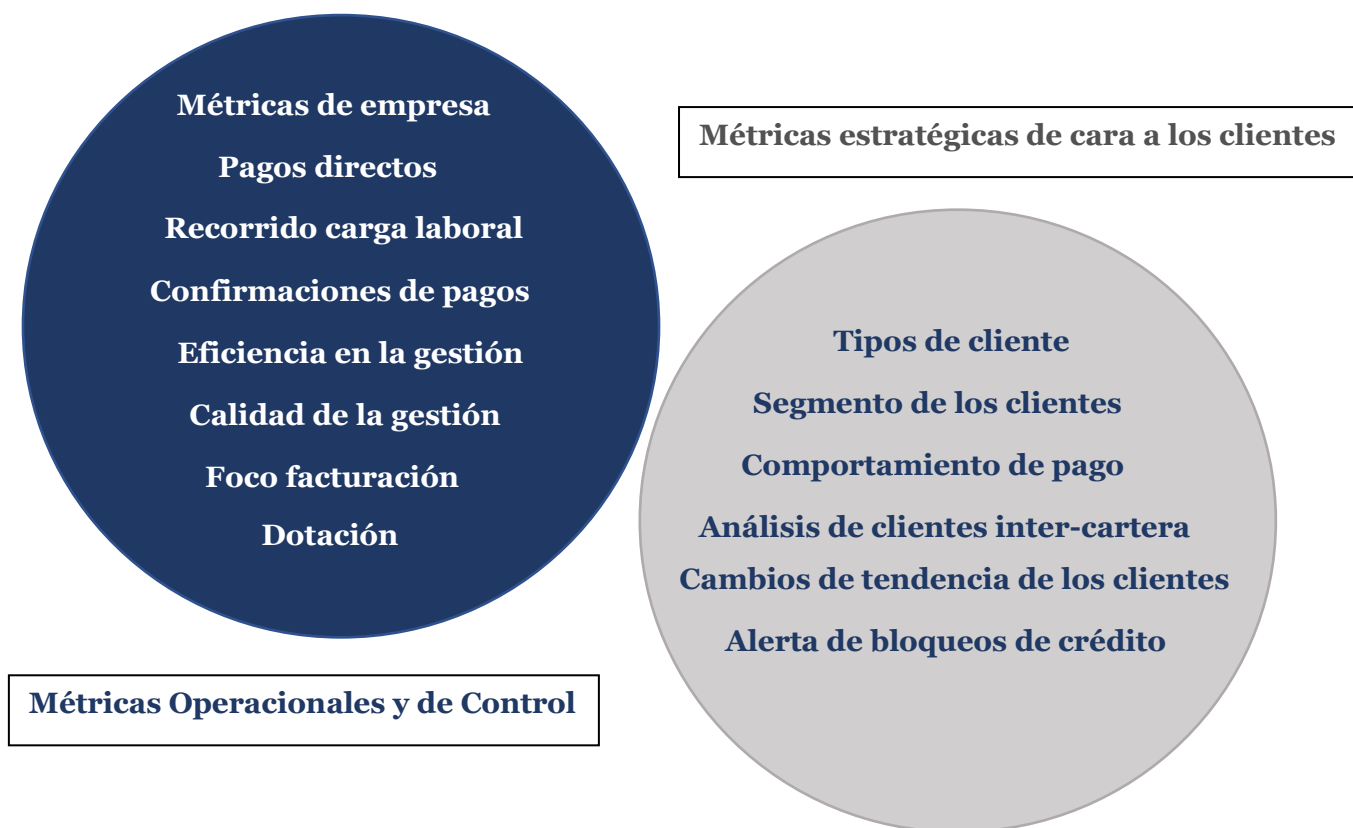 Métricas de empresa
Pagos directos
Recorrido carga laboral
Confirmaciones de pagos
Eficiencia en la gestión
Calidad de la gestión
Foco facturación
Dotación
Métricas Operacionales y de Control
Métricas estratégicas de cara a los clientes
Tipos de cliente
Segmento de los clientes
Comportamiento de pago
Análisis de clientes inter-cartera
Cambios de tendencia de los clientes
Alerta de bloqueos de crédito